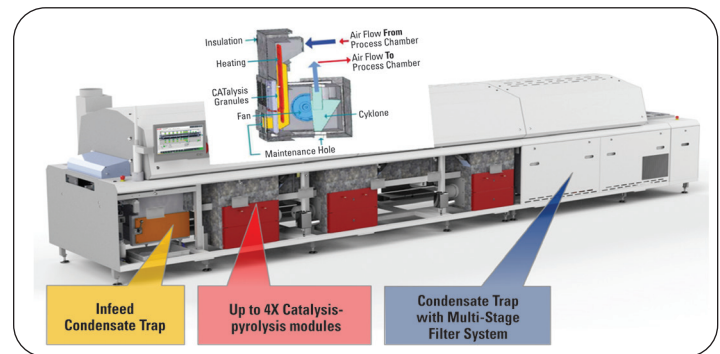 Insulation
Air Flow From
Process Chamber
Air Flow To
Process Chamber
Heating
CATalysis
Granules
Fan
Cyklone
Maintenance Hole
Infeed
Condensate Trap
Up to 4X Catalysis-
pyrolysis modules
Condensate Trap
with Multi-Stage
Filter System